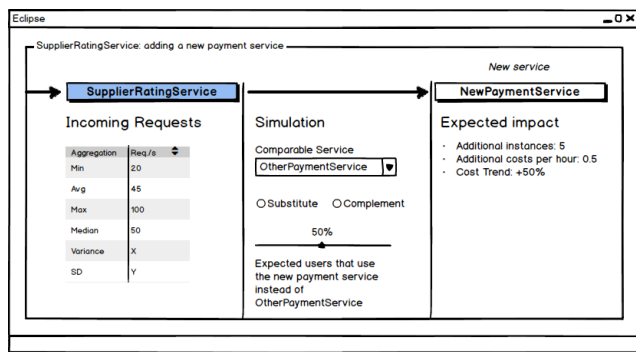 Eclipse
SupplierRatingService: adding a new payment service
New service
SupplierRatingService
NewPaymentService
Incoming Requests
Aggregation Req./s
Min 20
Avg 45
Max 100
Median 50
Variance X
SD Y
Simulation
Comparable Service
OtherPaymentService
Substitute Complement
50%
Expected users that use
the new payment service
instead of
OtherPaymentService
Expected impact
· Additional instances: 5
· Additional costs per hour: 0.5
· Cost Trend: +50%